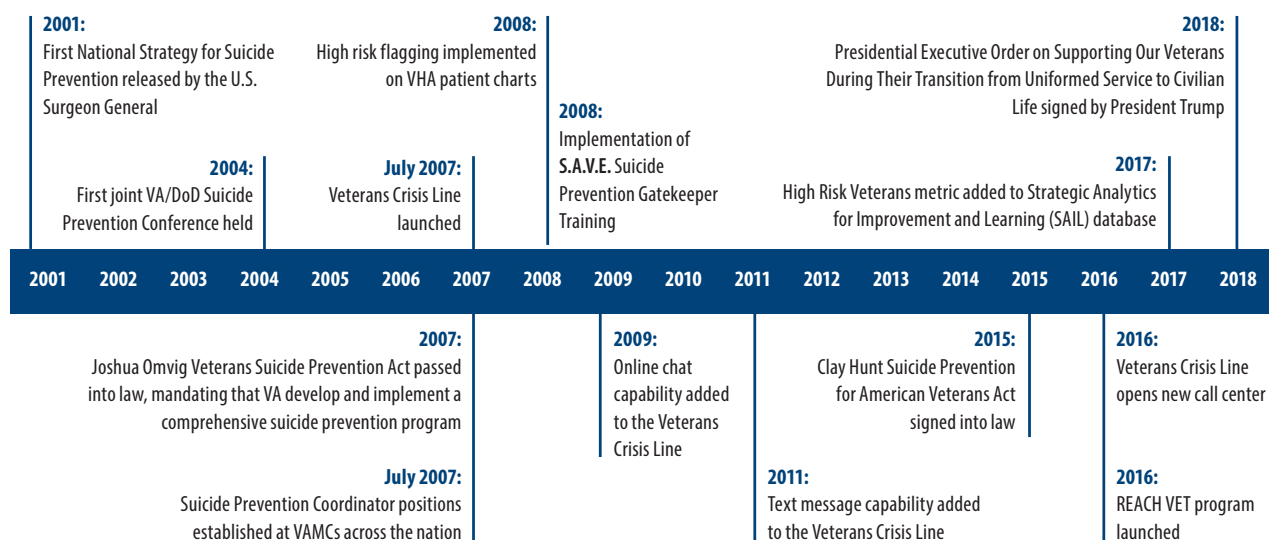 2001:
First National Strategy for Suicide
Prevention released by the U.S.
Surgeon General
2004:
First joint VA/DoD Suicide
Prevention Conference held
2008:
High risk flagging implemented
on VHA patient charts
July 2007:
Veterans Crisis Line
launched
2008:
Implementation of
S.A.V.E. Suicide
Prevention Gatekeeper
Training
2018:
Presidential Executive Order on Supporting Our Veterans
During Their Transition from Uniformed Service to Civilian
Life signed by President Trump
2017:
High Risk Veterans metric added to Strategic Analytics
for Improvement and Learning (SAIL) database
2001 2002 2003 2004 2005 2006 2007 2008 2009 2010 2011 2012 2013 2014 2015 2016 2017 2018
2007:
Joshua Omvig Veterans Suicide Prevention Act passed
into law, mandating that VA develop and implement a
comprehensive suicide prevention program
July 2007:
Suicide Prevention Coordinator positions
established at VAMCs across the nation
2009:
Online chat
capability added
to the Veterans
Crisis Line
2011:
Text message capability added
to the Veterans Crisis Line
2015:
Clay Hunt Suicide Prevention
for American Veterans Act
signed into law
2016:
Veterans Crisis Line
opens new call center
2016:
REACH VET program
launched